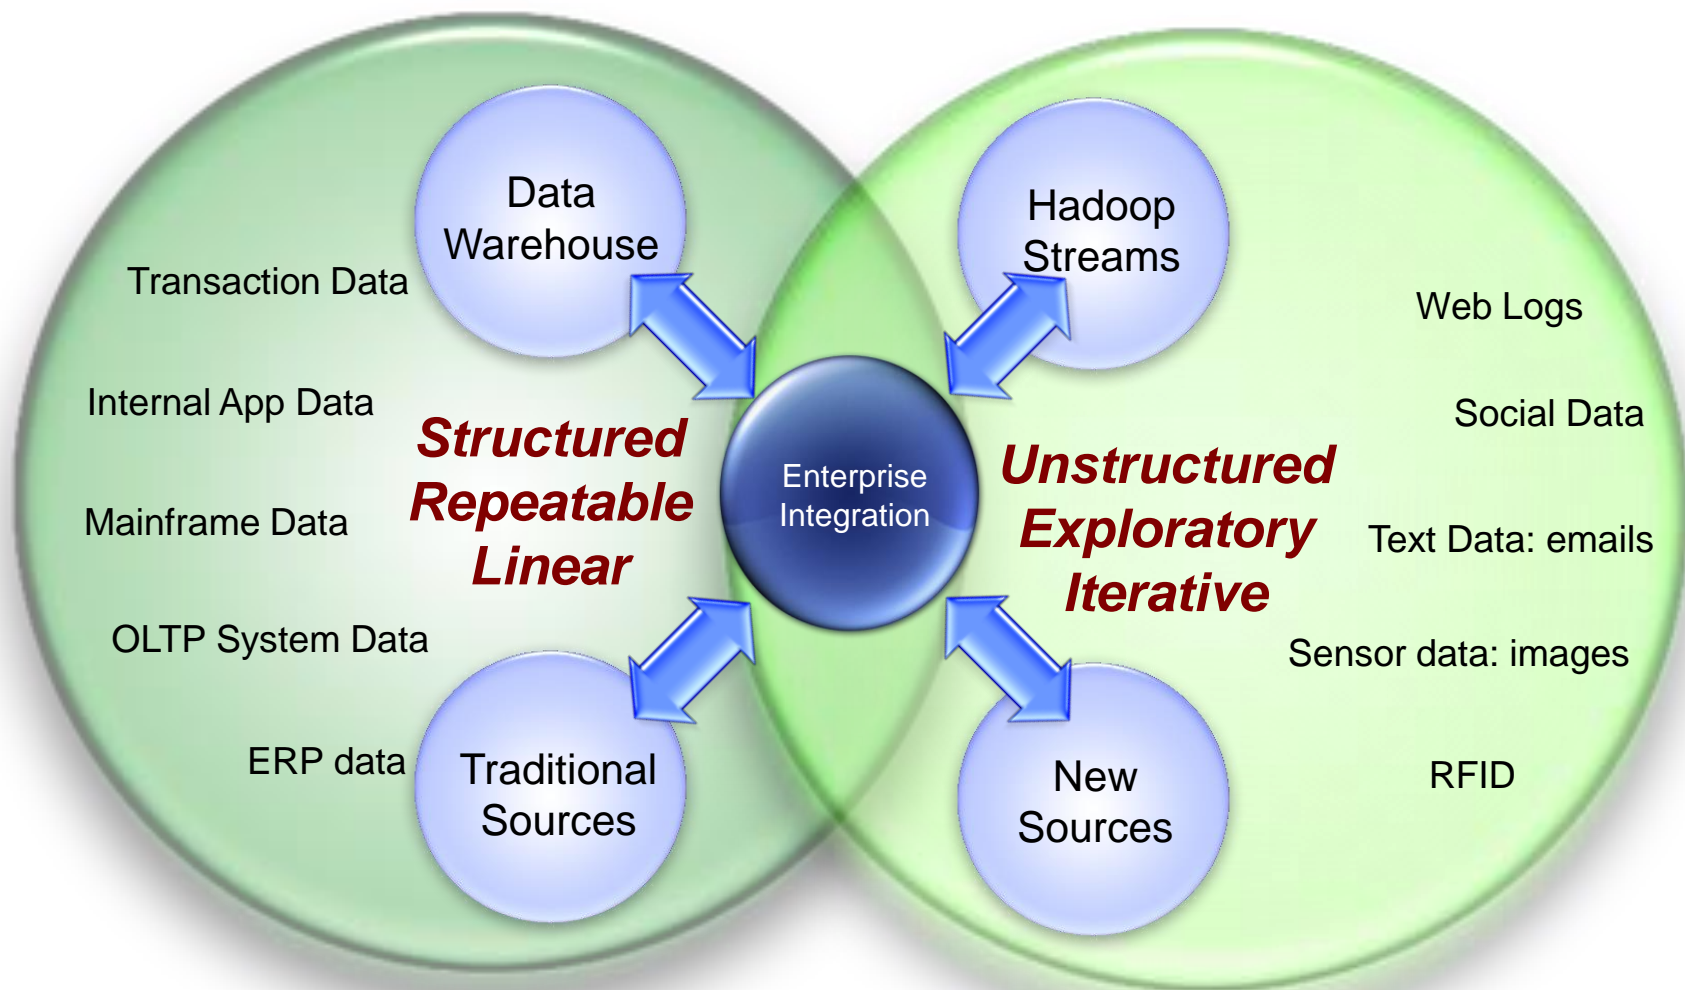 Data
Warehouse
Transaction Data
Internal App Data
Mainframe Data
OLTP System Data
ERP data
Structured
Repeatable
Linear
Traditional
Sources
Enterprise
Integration
Hadoop
Streams
Unstructured
Exploratory
Iterative
New
Sources
Web Logs
Social Data
Text Data: emails
Sensor data: images
RFID